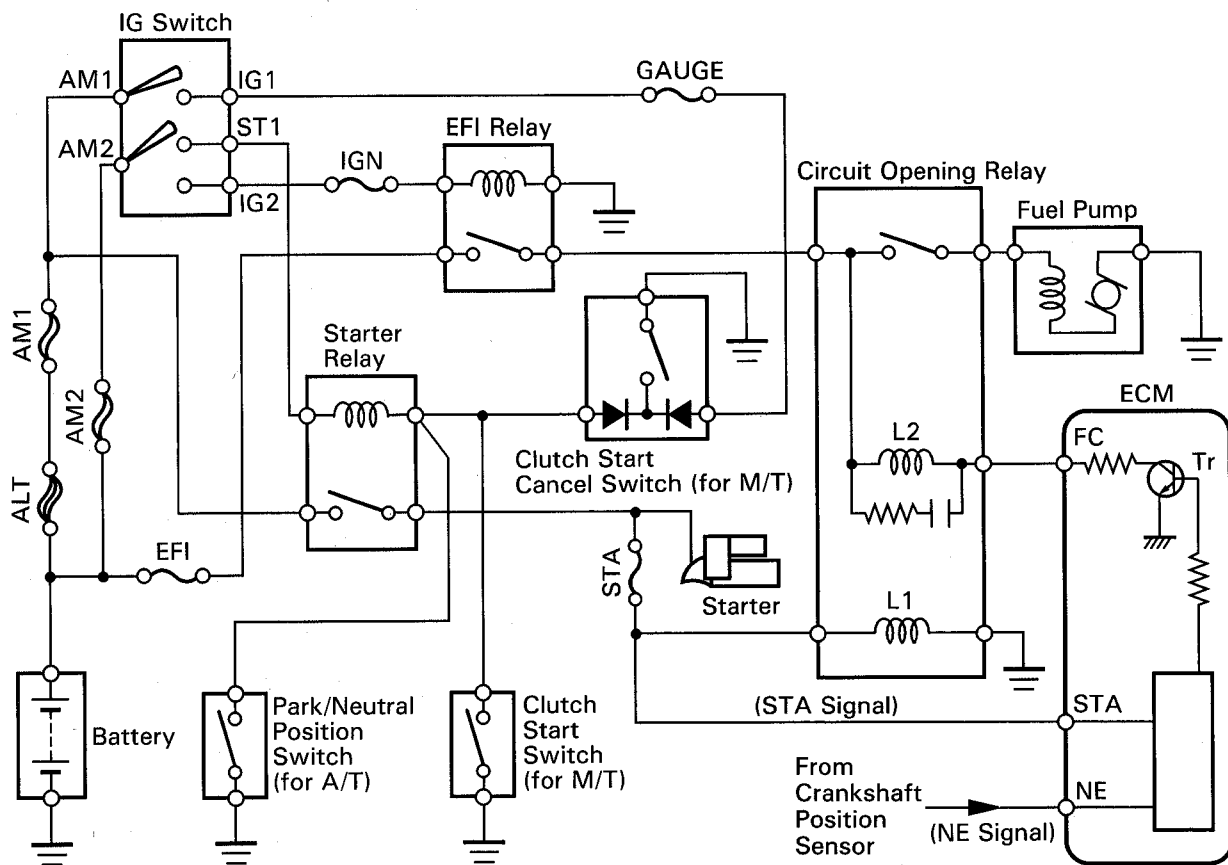 IG Switch
AM1
IG1
GAUGE
ST1
EFI Relay
AM2
IGN
IG2
Circuit Opening Relay
Fuel Pump
AM1
Starter
Relay
AM2
ECM
L2
FC
Tr
Clutch Start
Cancel Switch (for M/T)
ALT
EFI
STA
Starter
L1
Battery
Park/Neutral
Position
Switch
(for A/T)
Clutch
Start
Switch
(for M/T)
(STA Signal)
STA
From
Crankshaft
Position
Sensor
(NE Signal)
NE